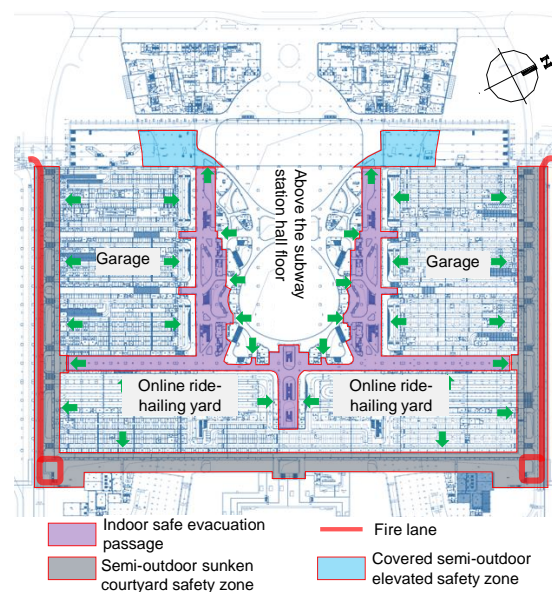 Above the subway
station hall floor
Garage
Garage
Online ride-
hailing yard
Online ride-
hailing yard
Indoor safe evacuation
passage
Fire lane
Semi-outdoor sunken
courtyard safety zone
Covered semi-outdoor
elevated safety zone